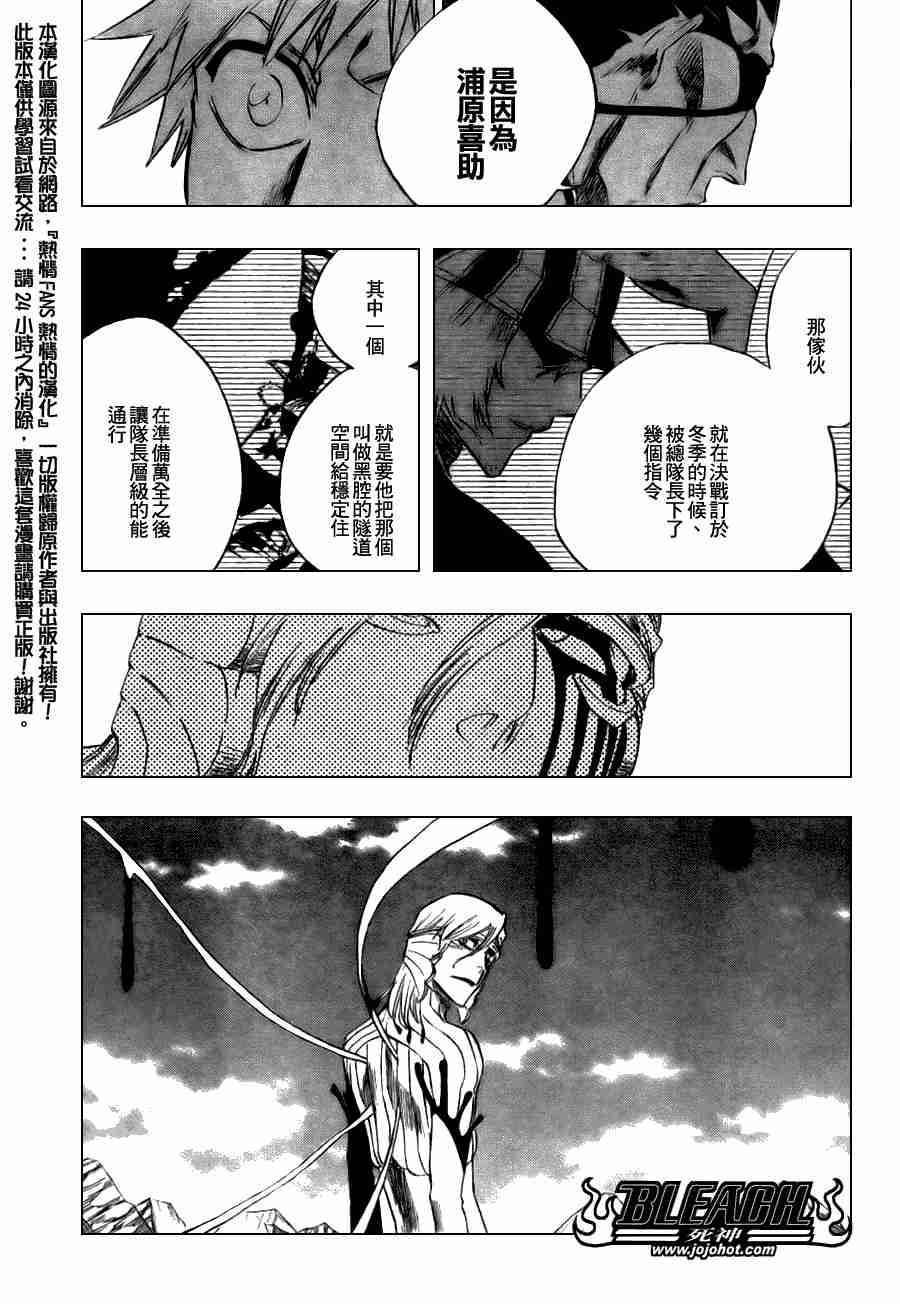 是因為
浦原喜助
那傢伙
就在決戰訂於
冬季的時候、
被總隊長下了
幾個指令
其中一個
就是要他把那個
叫做黑腔的隧道
空間給穩定住
在準備萬全之後
讓隊長層級的能
通行
本漢化圖源來自於網路，『熱情FANS 熱情的漢化』一切版權歸原作者與出版社擁有！
此版本僅供學習試看交流… 請 24 小時之內消除，喜歡這套漫畫請購買正版！謝謝。
BLEACH
死神
www.jojohot.com